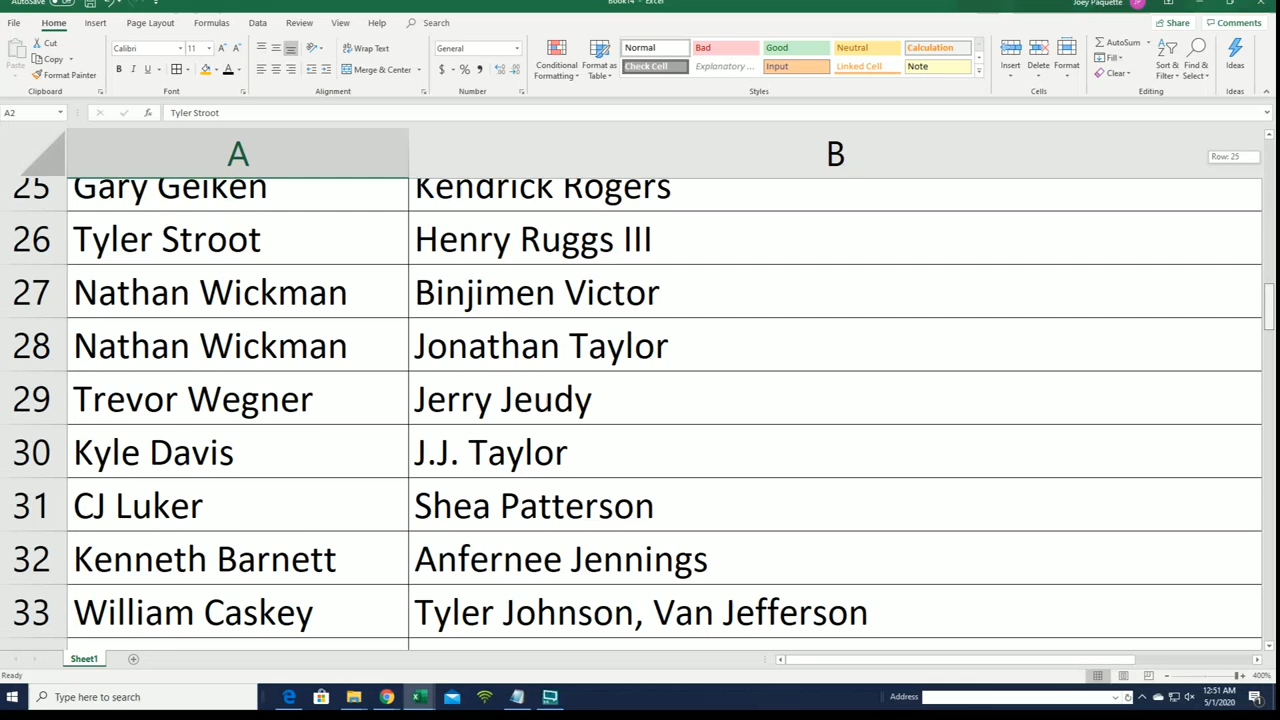 AutoSave Off Book14 - Excel Joey Paquette JP
File Home Insert Page Layout Formulas Data Review View Help Search Share Comments
Paste Cut Copy Format Painter Clipboard
Calibri 11 B I U Font
Wrap Text Merge & Center Alignment
General $ % , Number
Conditional Formatting Format as Table
Normal Bad Good Neutral Calculation
Check Cell Explanatory ... Input Linked Cell Note
Styles
Insert Delete Format Cells
AutoSum Fill Clear Sort & Filter Find & Select Editing
Ideas Ideas
A2 fx Tyler Stroot
A B Row: 25
25 Gary Geiken Kendrick Rogers
26 Tyler Stroot Henry Ruggs III
27 Nathan Wickman Binjimen Victor
28 Nathan Wickman Jonathan Taylor
29 Trevor Wegner Jerry Jeudy
30 Kyle Davis J.J. Taylor
31 CJ Luker Shea Patterson
32 Kenneth Barnett Anfernee Jennings
33 William Caskey Tyler Johnson, Van Jefferson
Sheet1
Ready 400%
Type here to search Address 12:51 AM
5/1/2020